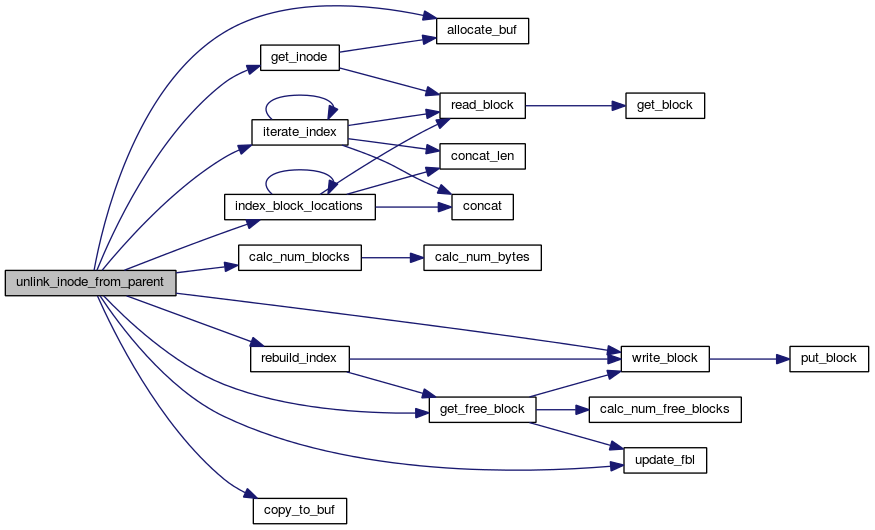 allocate_buf
get_inode
read_block
get_block
iterate_index
concat_len
index_block_locations
concat
calc_num_blocks
calc_num_bytes
unlink_inode_from_parent
rebuild_index
write_block
put_block
get_free_block
calc_num_free_blocks
update_fbl
copy_to_buf